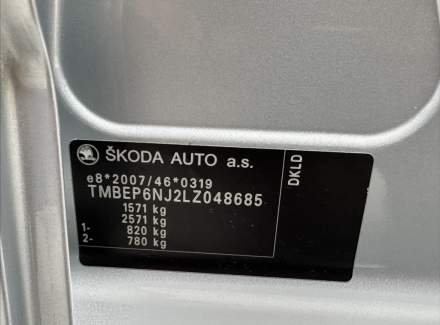 ŠKODA AUTO a.s.
e8*2007/46*0319
TMBEP6NJ2LZ048685
1571 kg
2571 kg
1- 820 kg
2- 780 kg
DKLD